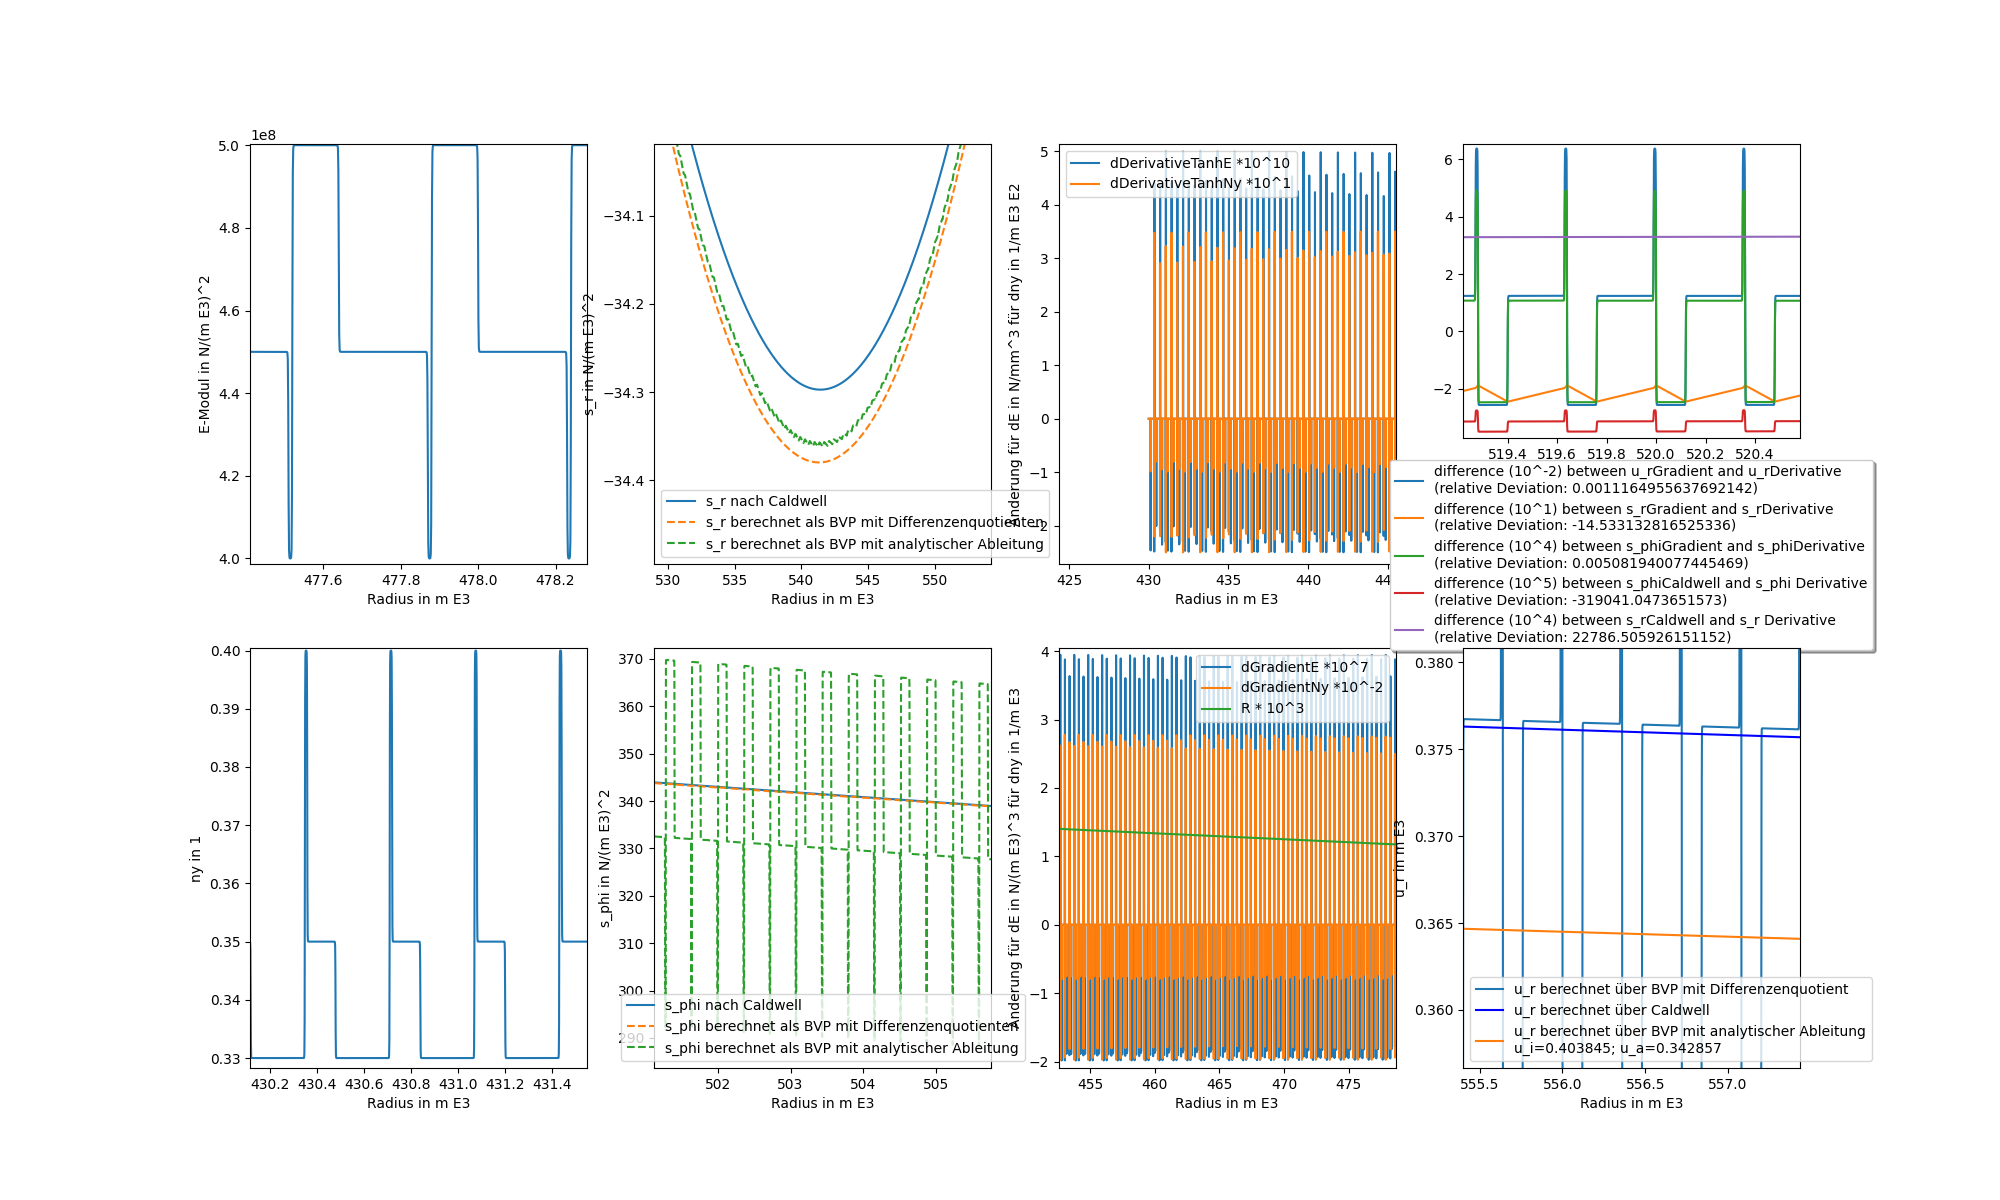 1e8
5.0
4.8
4.6
4.4
4.2
4.0
E-Modul in N/(m E3)^2
477.6 477.8 478.0 478.2
Radius in m E3
−34.1
−34.2
−34.3
−34.4
s_r in N/(m E3)^2
s_r nach Caldwell
s_r berechnet als BVP mit Differenzenquotienten
s_r berechnet als BVP mit analytischer Ableitung
530 535 540 545 550
Radius in m E3
5
4
3
2
1
0
−1
−2
Änderung für dE in N/mm^3 für dny in 1/m E3 E2
dDerivativeTanhE *10^10
dDerivativeTanhNy *10^1
425 430 435 440
Radius in m E3
6
4
2
0
−2
519.4 519.6 519.8 520.0 520.2 520.4
difference (10^-2) between u_rGradient and u_rDerivative
(relative Deviation: 0.0011164955637692142)
difference (10^1) between s_rGradient and s_rDerivative
(relative Deviation: -14.533132816525336)
difference (10^4) between s_phiGradient and s_phiDerivative
(relative Deviation: 0.005081940077445469)
difference (10^5) between s_phiCaldwell and s_phi Derivative
(relative Deviation: -319041.0473651573)
difference (10^4) between s_rCaldwell and s_r Derivative
(relative Deviation: 22786.505926151152)
0.40
0.39
0.38
0.37
0.36
0.35
0.34
0.33
ny in 1
430.2 430.4 430.6 430.8 431.0 431.2 431.4
Radius in m E3
370
360
350
340
330
320
310
300
290
s_phi in N/(m E3)^2
s_phi nach Caldwell
s_phi berechnet als BVP mit Differenzenquotienten
s_phi berechnet als BVP mit analytischer Ableitung
502 503 504 505
Radius in m E3
4
3
2
1
0
−1
−2
Änderung für dE in N/(m E3)^3 für dny in 1/m E3
dGradientE *10^7
dGradientNy *10^-2
R * 10^3
455 460 465 470 475
Radius in m E3
0.380
0.375
0.370
0.365
0.360
u_r in m E3
u_r berechnet über BVP mit Differenzenquotient
u_r berechnet über Caldwell
u_r berechnet über BVP mit analytischer Ableitung
u_i=0.403845; u_a=0.342857
555.5 556.0 556.5 557.0
Radius in m E3